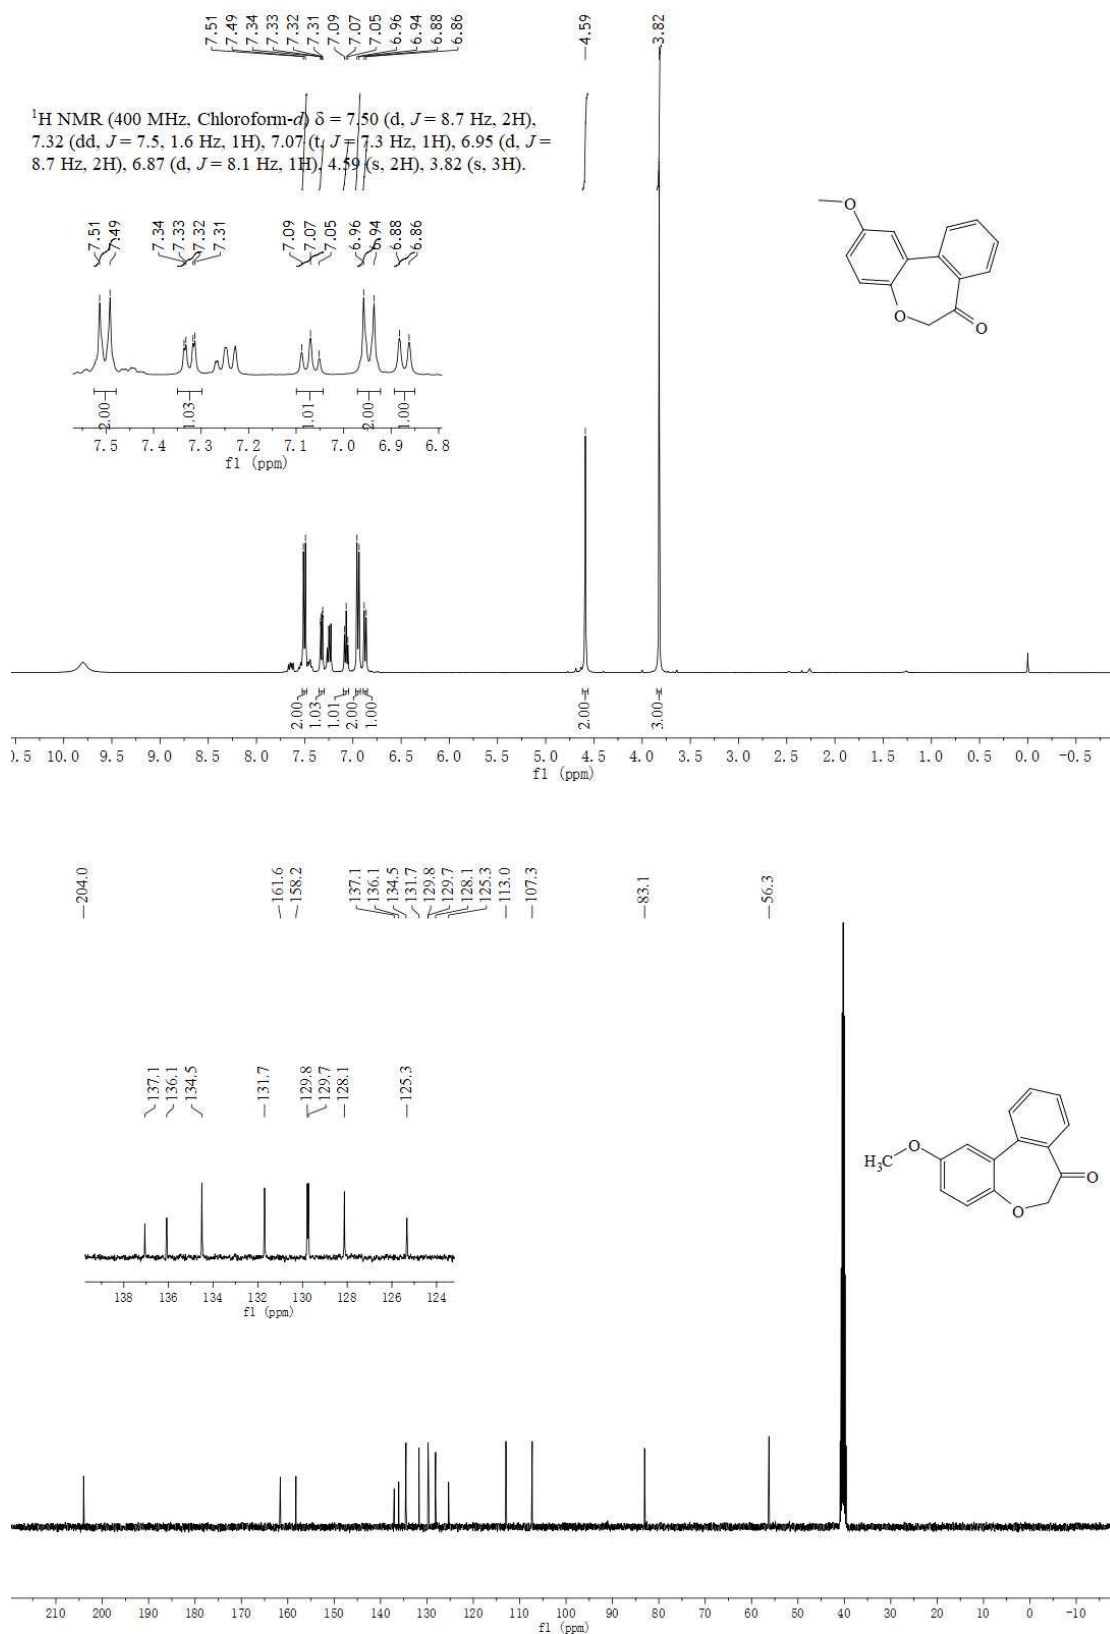 7.51 7.49 7.34 7.33 7.32 7.31 7.09 7.07 7.05 6.96 6.94 6.88 6.86 4.59 3.82
¹H NMR (400 MHz, Chloroform-d) δ = 7.50 (d, J = 8.7 Hz, 2H),
7.32 (dd, J = 7.5, 1.6 Hz, 1H), 7.07 (t, J = 7.3 Hz, 1H), 6.95 (d, J =
8.7 Hz, 2H), 6.87 (d, J = 8.1 Hz, 1H), 4.59 (s, 2H), 3.82 (s, 3H).
7.51 7.49 7.34 7.33 7.32 7.31 7.09 7.07 7.05 6.96 6.94 6.88 6.86
O
O
O
2.00 1.03 1.01 2.00 1.00
7.5 7.4 7.3 7.2 7.1 7.0 6.9 6.8
f1 (ppm)
2.00 1.03 1.01 2.00 1.00 2.00 3.00
0.5 10.0 9.5 9.0 8.5 8.0 7.5 7.0 6.5 6.0 5.5 5.0 4.5 4.0 3.5 3.0 2.5 2.0 1.5 1.0 0.5 0.0 -0.5
f1 (ppm)
204.0 161.6 158.2 137.1 136.1 134.5 131.7 129.8 129.7 128.1 125.3 113.0 107.3 83.1 56.3
137.1 136.1 134.5 131.7 129.8 129.7 128.1 125.3
H₃C O
O
O
138 136 134 132 130 128 126 124
f1 (ppm)
210 200 190 180 170 160 150 140 130 120 110 100 90 80 70 60 50 40 30 20 10 0 -10
f1 (ppm)